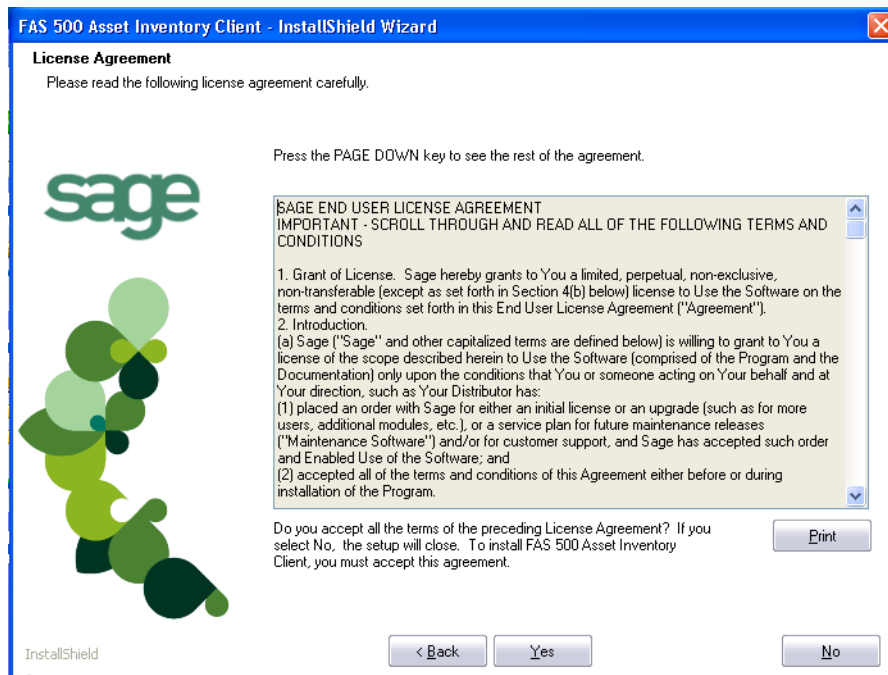 FAS 500 Asset Inventory Client - InstallShield Wizard
License Agreement
Please read the following license agreement carefully.
Press the PAGE DOWN key to see the rest of the agreement.
sage
SAGE END USER LICENSE AGREEMENT
IMPORTANT - SCROLL THROUGH AND READ ALL OF THE FOLLOWING TERMS AND
CONDITIONS
1. Grant of License.  Sage hereby grants to You a limited, perpetual, non-exclusive,
non-transferable (except as set forth in Section 4(b) below) license to Use the Software on the
terms and conditions set forth in this End User License Agreement ("Agreement").
2. Introduction.
(a) Sage ("Sage" and other capitalized terms are defined below) is willing to grant to You a
license of the scope described herein to Use the Software (comprised of the Program and the
Documentation) only upon the conditions that You or someone acting on Your behalf and at
Your direction, such as Your Distributor has:
(1) placed an order with Sage for either an initial license or an upgrade (such as for more
users, additional modules, etc.), or a service plan for future maintenance releases
("Maintenance Software") and/or for customer support, and Sage has accepted such order
and Enabled Use of the Software; and
(2) accepted all of the terms and conditions of this Agreement either before or during
installation of the Program.
Do you accept all the terms of the preceding License Agreement?  If you
select No,  the setup will close.  To install FAS 500 Asset Inventory
Client, you must accept this agreement.
Print
InstallShield
< Back
Yes
No